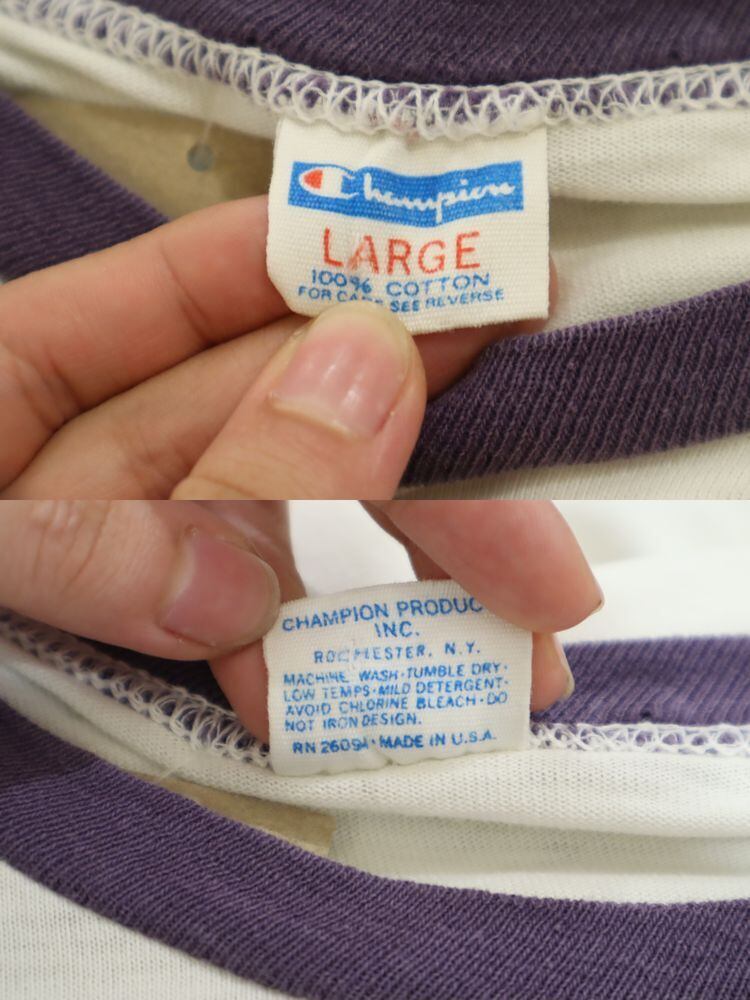 Champion
LARGE
100% COTTON
FOR CARE SEE REVERSE
CHAMPION PRODUC
INC.
ROCHESTER, N.Y.
MACHINE WASH·TUMBLE DRY·
LOW TEMPS·MILD DETERGENT·
AVOID CHLORINE BLEACH·DO
NOT IRON DESIGN.
RN 26094·MADE IN U.S.A.